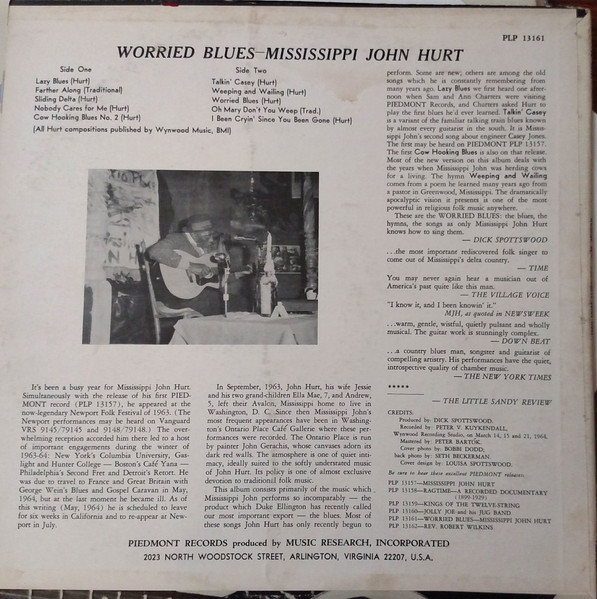 PLP 13161
WORRIED BLUES—MISSISSIPPI JOHN HURT
Side One
Lazy Blues (Hurt)
Farther Along (Traditional)
Sliding Delta (Hurt)
Nobody Cares for Me (Hurt)
Cow Hooking Blues No. 2 (Hurt)
(All Hurt compositions published by Wynwood Music, BMI)
Side Two
Talkin' Casey (Hurt)
Weeping and Wailing (Hurt)
Worried Blues (Hurt)
Oh Mary Don't You Weep (Trad.)
I Been Cryin' Since You Been Gone (Hurt)
It's been a busy year for Mississippi John Hurt.
Simultaneously with the release of his first PIED-
MONT record (PLP 13157), he appeared at the
now-legendary Newport Folk Festival of 1963. (The
Newport performances may be heard on Vanguard
VRS 9145/79145 and 9148/79148.) The over-
whelming reception accorded him there led to a host
of important engagements during the winter of
1963-64: New York's Columbia University, Gas-
light and Hunter College — Boston's Café Yana —
Philadelphia's Second Fret and Detroit's Retort. He
was due to travel to France and Great Britain with
George Wein's Blues and Gospel Caravan in May,
1964, but at the last moment he became ill. As of
this writing (May, 1964) he is scheduled to leave
for six weeks in California and to re-appear at New-
port in July.
In September, 1963, John Hurt, his wife Jessie
and his two grand-children Ella Mae, 7, and Andrew,
5, left their Avalon, Mississippi home to live in
Washington, D. C. Since then Mississippi John's
most frequent appearances have been in Washing-
ton's Ontario Place Café Gallerie where these per-
formances were recorded. The Ontario Place is run
by painter John Gerachis, whose canvases adorn its
dark red walls. The atmosphere is one of quiet inti-
macy, ideally suited to the softly understated music
of John Hurt. Its policy is one of almost exclusive
devotion to traditional folk music.
This album consists primarily of the music which
Mississippi John performs so incomparably — the
product which Duke Ellington has recently called
our most important export — the blues. Most of
these songs John Hurt has only recently begun to
perform. Some are new; others are among the old
songs which he is constantly remembering from
many years ago. Lazy Blues we first heard one after-
noon when Sam and Ann Charters were visiting
PIEDMONT Records, and Charters asked Hurt to
play the first blues he'd ever learned. Talkin' Casey
is a variant of the familiar talking train blues known
by almost every guitarist in the south. It is Missis-
sippi John's second song about engineer Casey Jones.
The first may be heard on PIEDMONT PLP 13157.
The first Cow Hooking Blues is also on that release.
Most of the new version on this album deals with
the years when Mississippi John was herding cows
for a living. The hymn Weeping and Wailing
comes from a poem he learned many years ago from
a pastor in Greenwood, Mississippi. The dramatically
apocalyptic vision it presents is one of the most
powerful in religious folk music anywhere.
These are the WORRIED BLUES: the blues, the
hymns, the songs as only Mississippi John Hurt
knows how to sing them.
— DICK SPOTTSWOOD
...the most important rediscovered folk singer to
come out of Mississippi's delta country.
— TIME
You may never again hear a musician out of
America's past quite like this man.
— THE VILLAGE VOICE
"I know it, and I been knowin' it."
MJH, as quoted in NEWSWEEK
...warm, gentle, wistful, quietly pulsant and wholly
musical. The guitar work is stunningly complex.
— DOWN BEAT
...a country blues man, songster and guitarist of
compelling artistry. His performances have the quiet,
introspective quality of chamber music.
— THE NEW YORK TIMES
*****
— THE LITTLE SANDY REVIEW
CREDITS:
Produced by DICK SPOTTSWOOD.
Recorded by PETER V. KUYKENDALL,
Wynwood Recording Studio, on March 14, 15 and 21, 1964.
Mastered by PETER BARTÓK.
Cover photo by BOBBI DODD,
back photo by SETH BECKERMAN.
Cover design by LOUISA SPOTTSWOOD.
Be sure to hear these excellent PIEDMONT releases:
PLP 13157—MISSISSIPPI JOHN HURT
PLP 13158—RAGTIME—A RECORDED DOCUMENTARY
(1899-1929)
PLP 13159—KINGS OF THE TWELVE-STRING
PLP 13160—JOLLY JOE and his JUG BAND
PLP 13161—WORRIED BLUES—MISSISSIPPI JOHN HURT
PLP 13162—REV. ROBERT WILKINS
PIEDMONT RECORDS produced by MUSIC RESEARCH, INCORPORATED
2023 NORTH WOODSTOCK STREET, ARLINGTON, VIRGINIA 22207, U.S.A.